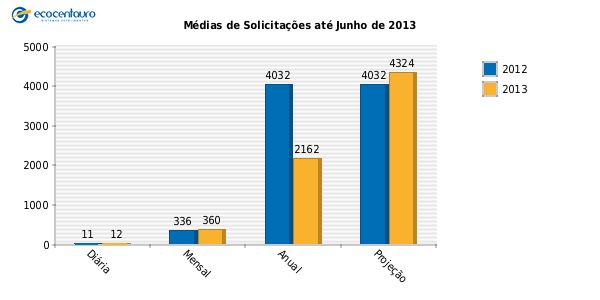 ecocentauro
Médias de Solicitações até Junho de 2013
5000
4000
3000
2000
1000
0
11
12
336
360
4032
2162
4032
4324
Diária
Mensal
Anual
Projeção
2012
2013